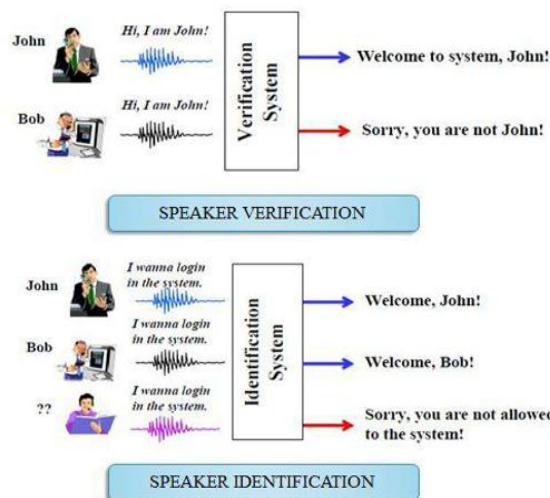 John
Hi, I am John!
Welcome to system, John!
Bob
Hi, I am John!
Sorry, you are not John!
Verification
System
SPEAKER VERIFICATION
John
I wanna login
in the system.
Welcome, John!
Bob
I wanna login
in the system.
Welcome, Bob!
??
I wanna login
in the system.
Sorry, you are not allowed
to the system!
Identification
System
SPEAKER IDENTIFICATION